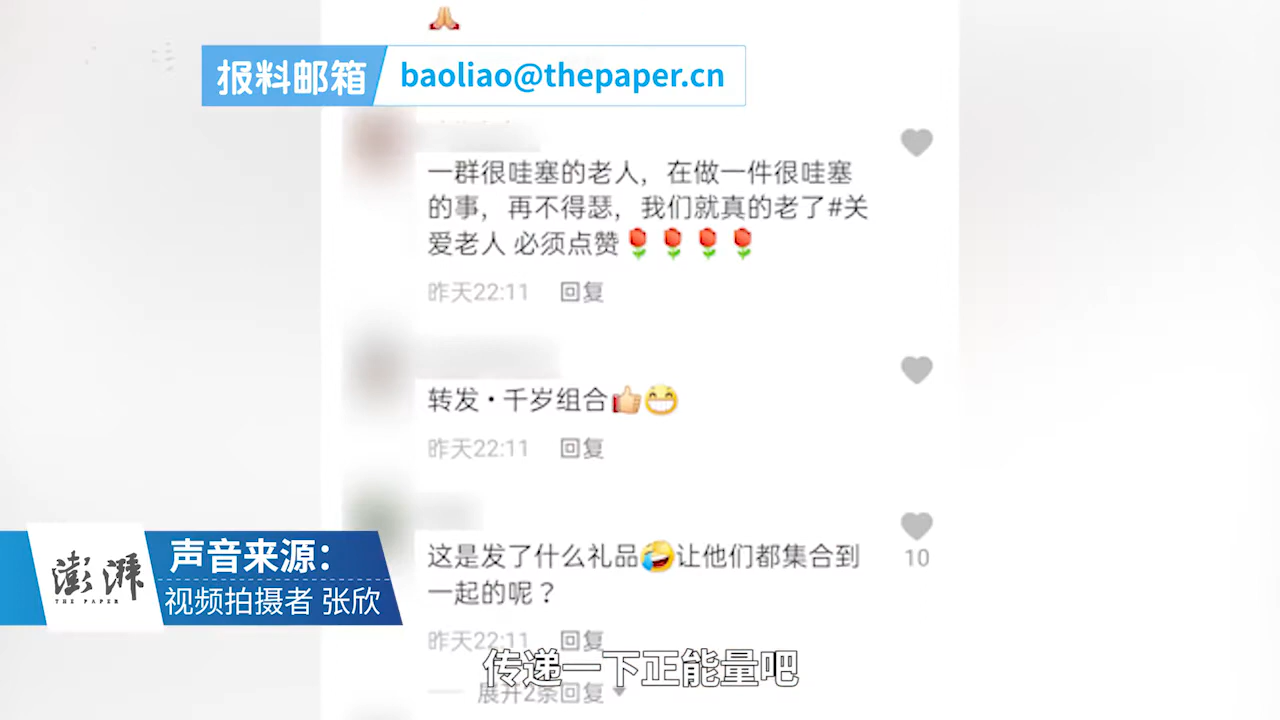 报料邮箱 baoliao@thepaper.cn
一群很哇塞的老人，在做一件很哇塞
的事，再不得瑟，我们就真的老了#关
爱老人 必须点赞🌹🌹🌹🌹
昨天22:11 回复
转发·千岁组合👍😁
昨天22:11 回复
这是发了什么礼品🤣让他们都集合到
一起的呢？
10
昨天22:11 回复
展开2条回复
澎湃
THE PAPER
声音来源：
视频拍摄者 张欣
传递一下正能量吧